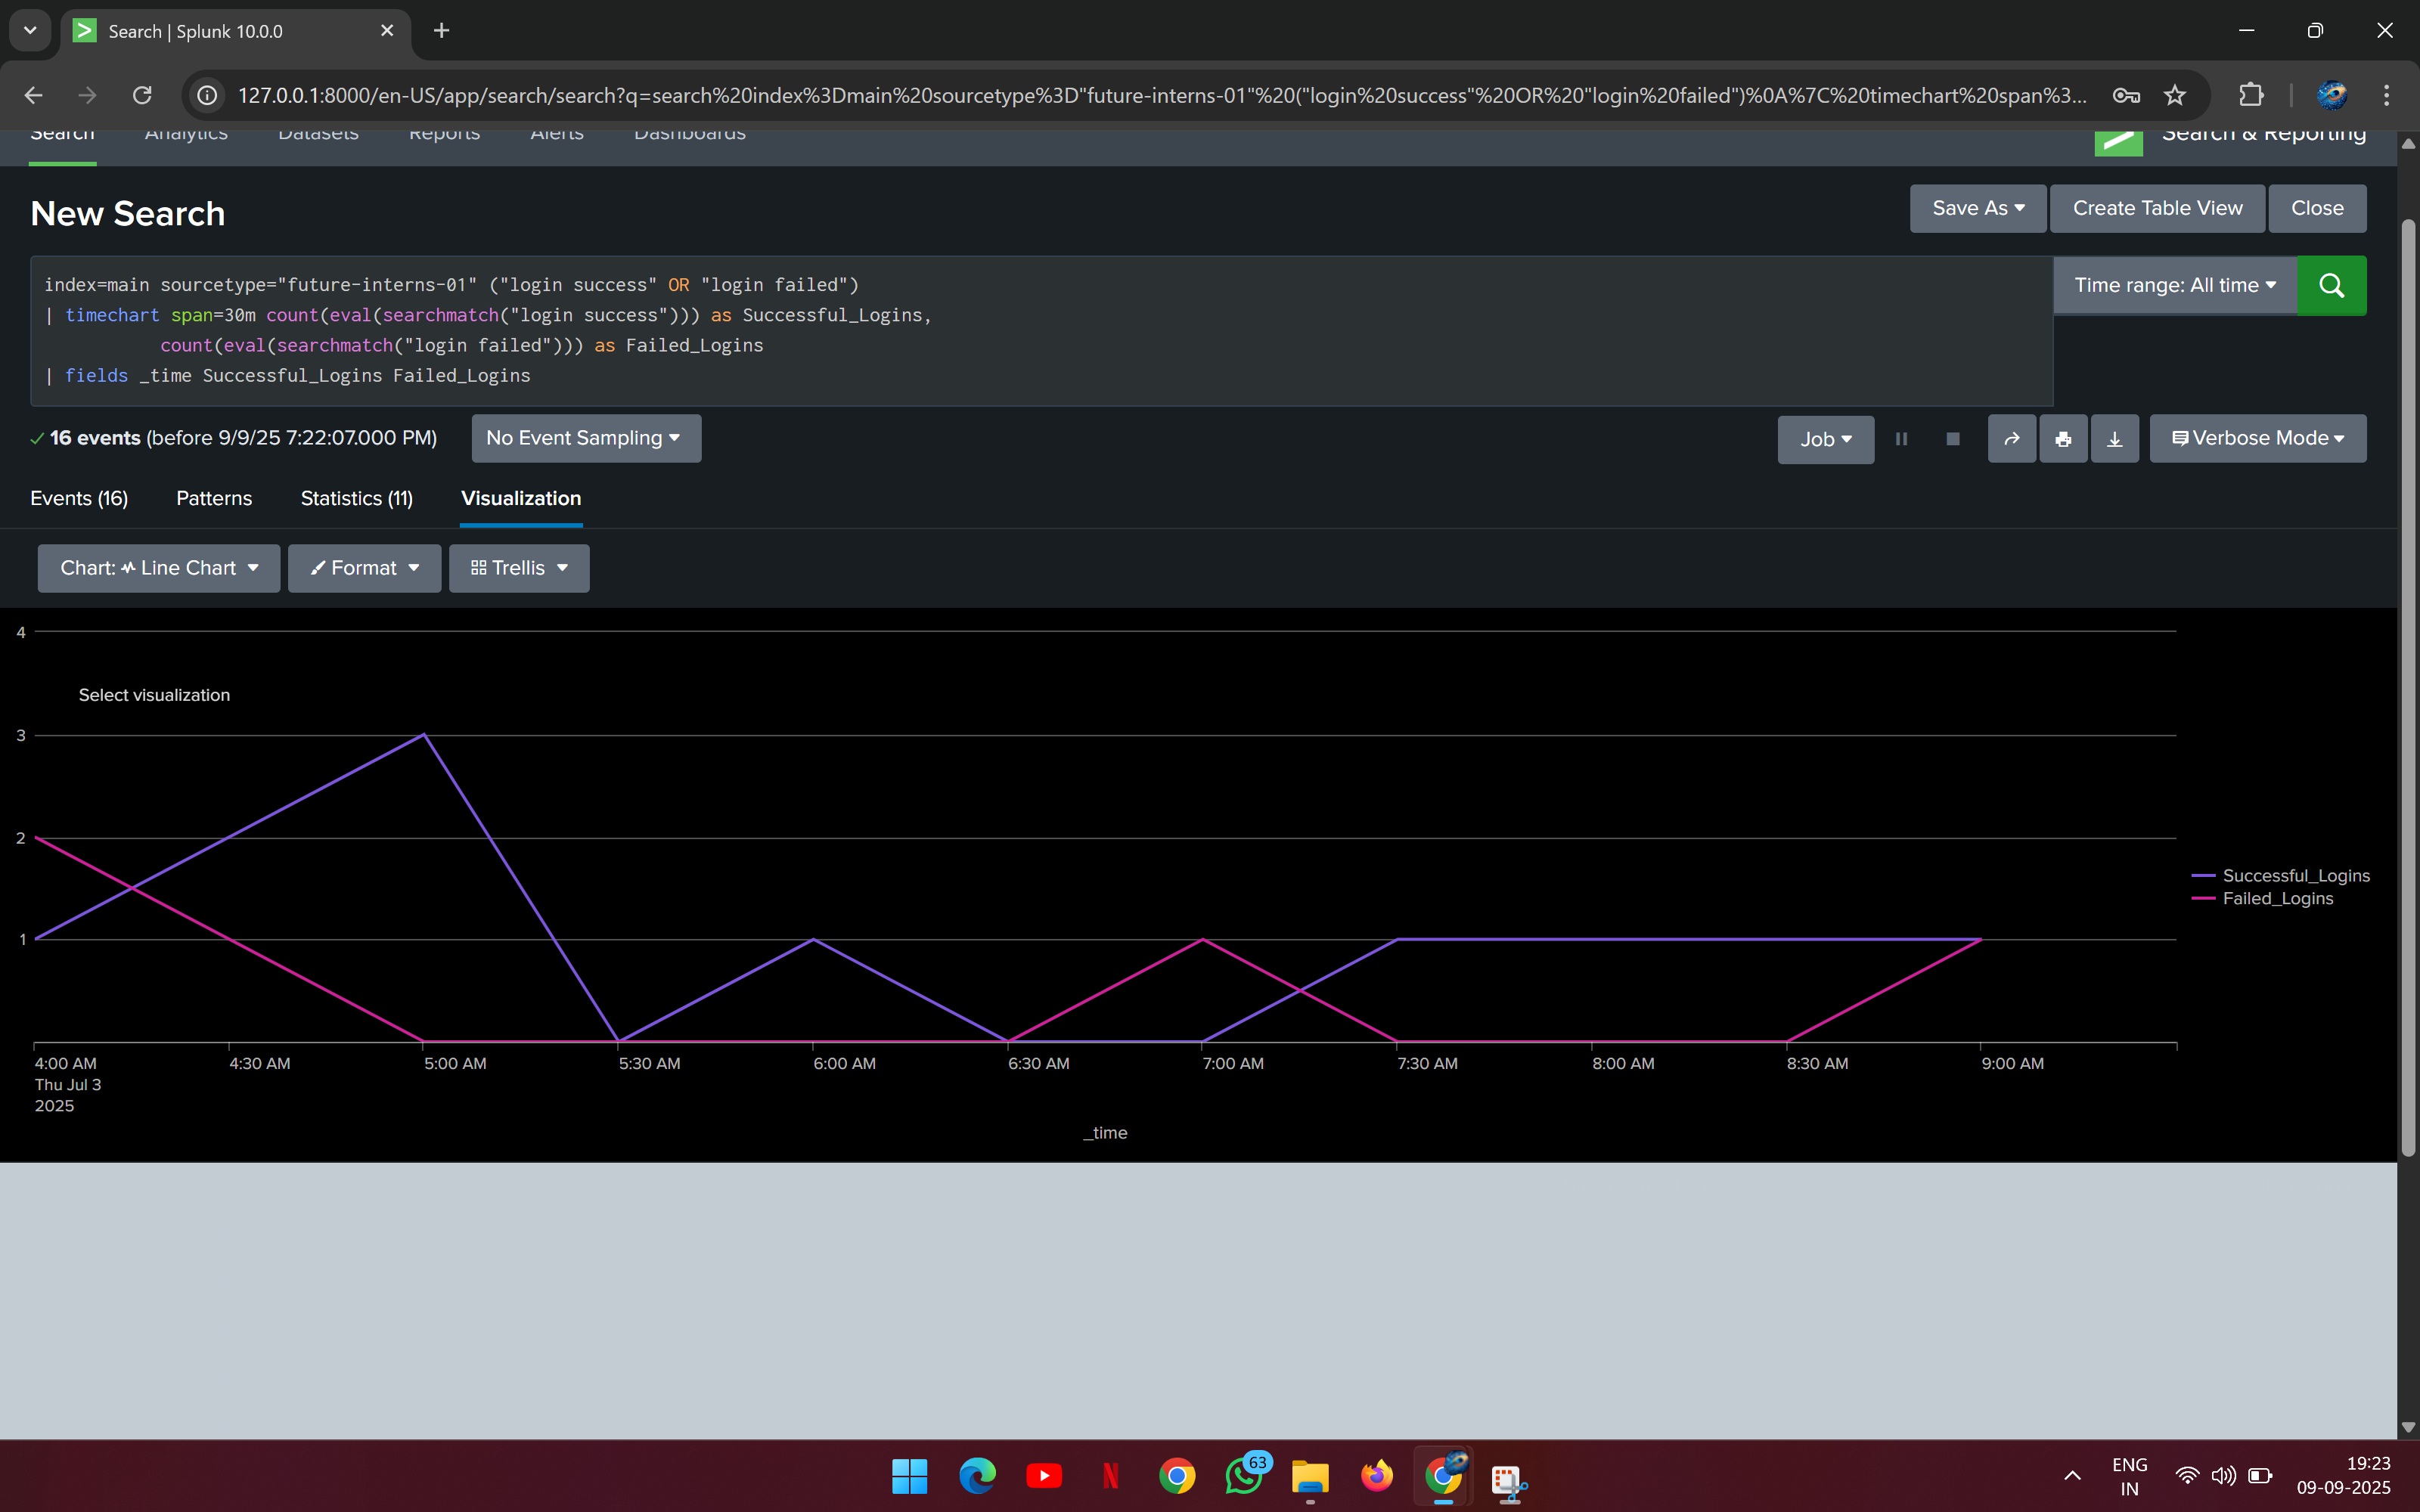 Search | Splunk 10.0.0
127.0.0.1:8000/en-US/app/search/search?q=search%20index%3Dmain%20sourcetype%3D"future-interns-01"%20("login%20success"%20OR%20"login%20failed")%0A%7C%20timechart%20span%3...
Search Analytics Datasets Reports Alerts Dashboards Search & Reporting
New Search
Save As Create Table View Close
index=main sourcetype="future-interns-01" ("login success" OR "login failed")
| timechart span=30m count(eval(searchmatch("login success"))) as Successful_Logins,
count(eval(searchmatch("login failed"))) as Failed_Logins
| fields _time Successful_Logins Failed_Logins
Time range: All time
16 events (before 9/9/25 7:22:07.000 PM) No Event Sampling Job Verbose Mode
Events (16) Patterns Statistics (11) Visualization
Chart: Line Chart Format Trellis
4
Select visualization
3
2
Successful_Logins
Failed_Logins
1
4:00 AM 4:30 AM 5:00 AM 5:30 AM 6:00 AM 6:30 AM 7:00 AM 7:30 AM 8:00 AM 8:30 AM 9:00 AM
Thu Jul 3
2025
_time
N
63
ENG
IN
19:23
09-09-2025